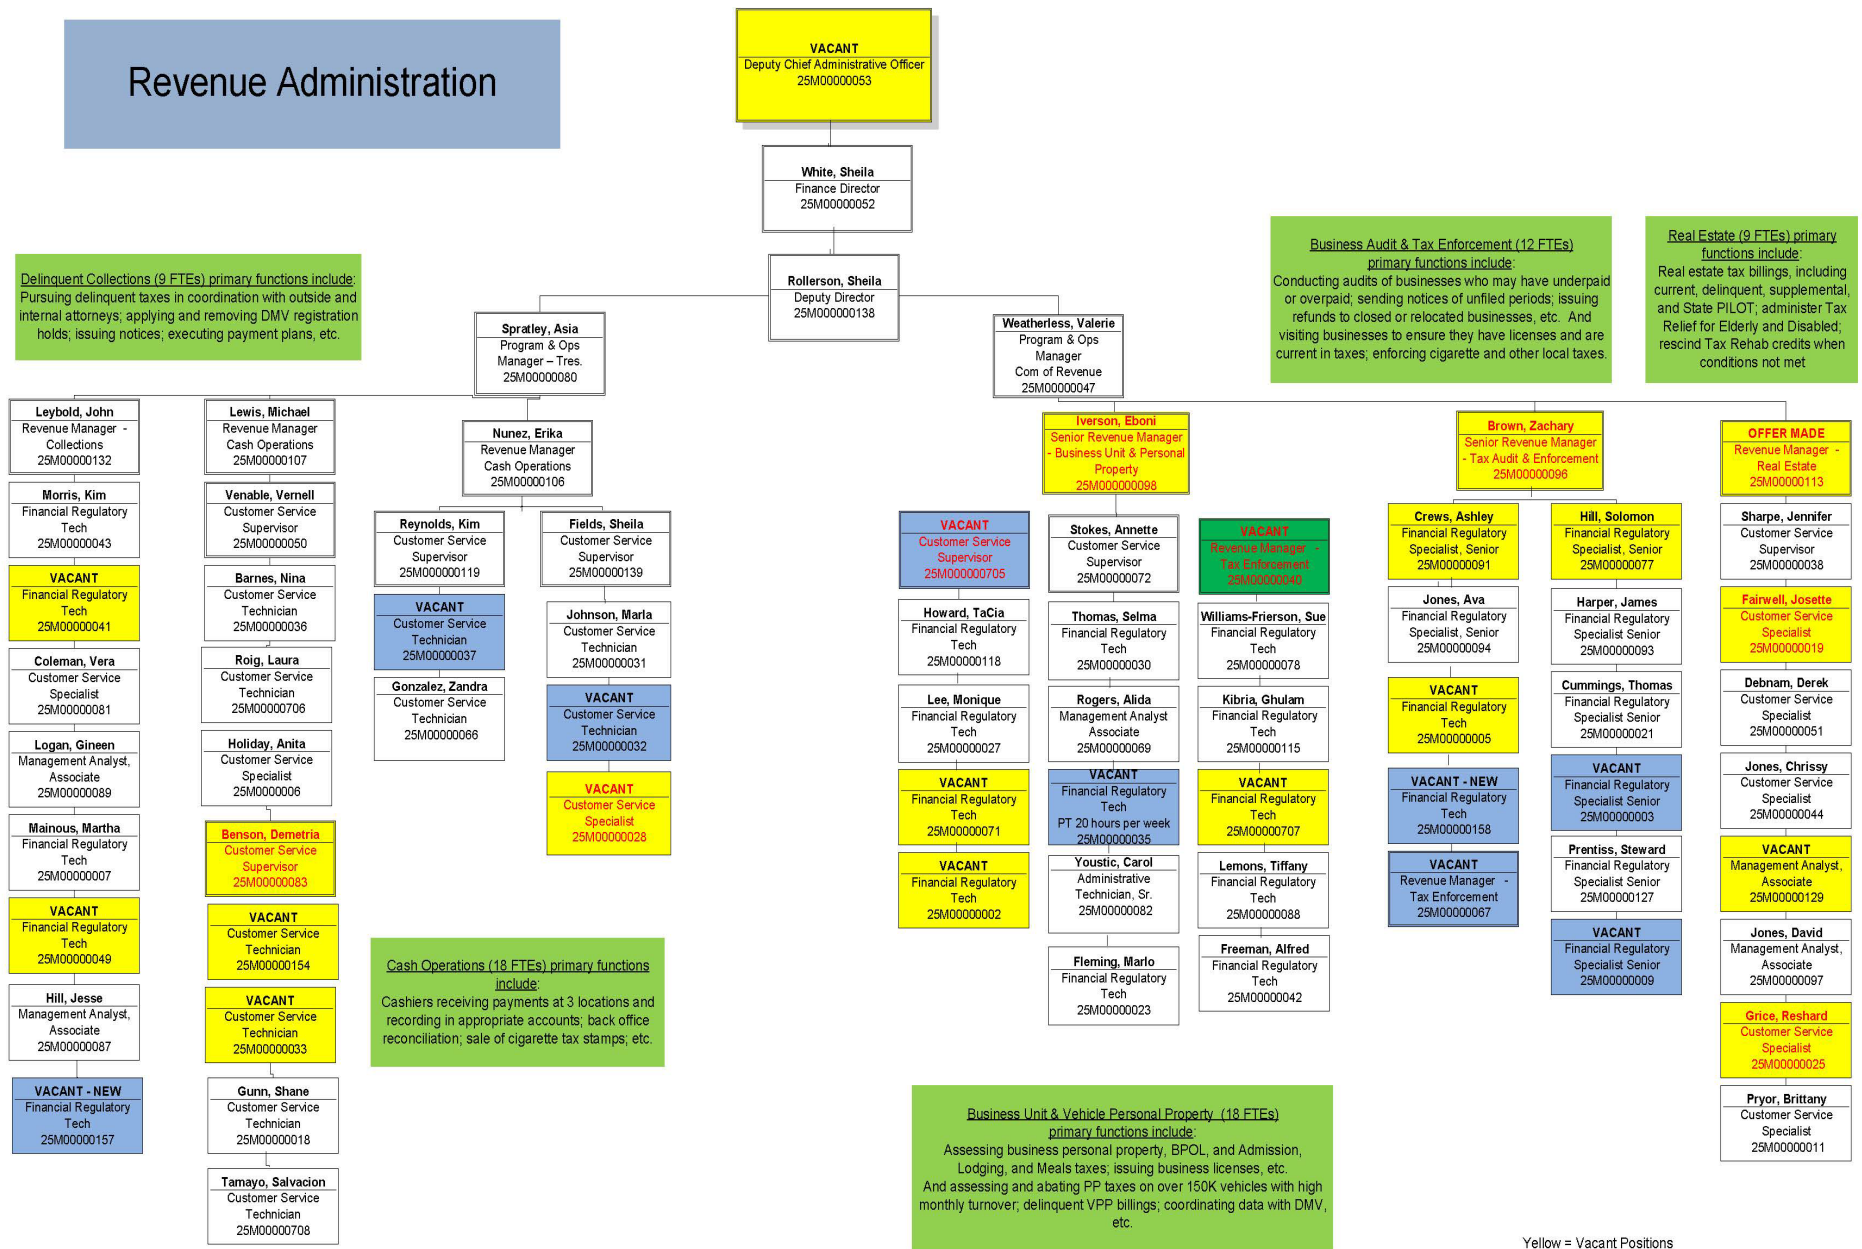 Revenue Administration
VACANT
Deputy Chief Administrative Officer
25M00000053
White, Sheila
Finance Director
25M00000052
Rollerson, Sheila
Deputy Director
25M00000138
Delinquent Collections (9 FTEs) primary functions include:
Pursuing delinquent taxes in coordination with outside and
internal attorneys; applying and removing DMV registration
holds; issuing notices; executing payment plans, etc.
Business Audit & Tax Enforcement (12 FTEs)
primary functions include:
Conducting audits of businesses who may have underpaid
or overpaid; sending notices of unfiled periods; issuing
refunds to closed or relocated businesses, etc. And
visiting businesses to ensure they have licenses and are
current in taxes; enforcing cigarette and other local taxes.
Real Estate (9 FTEs) primary
functions include:
Real estate tax billings, including
current, delinquent, supplemental,
and State PILOT; administer Tax
Relief for Elderly and Disabled;
rescind Tax Rehab credits when
conditions not met
Spratley, Asia
Program & Ops
Manager – Tres.
25M00000080
Weatherless, Valerie
Program & Ops
Manager
Com of Revenue
25M00000047
Leybold, John
Revenue Manager -
Collections
25M00000132
Morris, Kim
Financial Regulatory
Tech
25M00000043
VACANT
Financial Regulatory
Tech
25M00000041
Coleman, Vera
Customer Service
Specialist
25M00000081
Logan, Gineen
Management Analyst,
Associate
25M00000089
Mainous, Martha
Financial Regulatory
Tech
25M00000007
VACANT
Financial Regulatory
Tech
25M00000049
Hill, Jesse
Management Analyst,
Associate
25M00000087
VACANT - NEW
Financial Regulatory
Tech
25M00000157
Lewis, Michael
Revenue Manager
Cash Operations
25M00000107
Venable, Vernell
Customer Service
Supervisor
25M00000050
Barnes, Nina
Customer Service
Technician
25M00000036
Roig, Laura
Customer Service
Technician
25M00000706
Holiday, Anita
Customer Service
Specialist
25M0000006
Benson, Demetria
Customer Service
Supervisor
25M00000083
VACANT
Customer Service
Technician
25M00000154
VACANT
Customer Service
Technician
25M00000033
Gunn, Shane
Customer Service
Technician
25M00000018
Tamayo, Salvacion
Customer Service
Technician
25M00000708
Nunez, Erika
Revenue Manager
Cash Operations
25M00000106
Reynolds, Kim
Customer Service
Supervisor
25M00000119
VACANT
Customer Service
Technician
25M00000037
Gonzalez, Zandra
Customer Service
Technician
25M00000066
Fields, Sheila
Customer Service
Supervisor
25M00000139
Johnson, Marla
Customer Service
Technician
25M00000031
VACANT
Customer Service
Technician
25M00000032
VACANT
Customer Service
Specialist
25M00000028
Cash Operations (18 FTEs) primary functions
include:
Cashiers receiving payments at 3 locations and
recording in appropriate accounts; back office
reconciliation; sale of cigarette tax stamps; etc.
Iverson, Eboni
Senior Revenue Manager
- Business Unit & Personal
Property
25M000000098
VACANT
Customer Service
Supervisor
25M000000705
Howard, TaCia
Financial Regulatory
Tech
25M00000118
Lee, Monique
Financial Regulatory
Tech
25M00000027
VACANT
Financial Regulatory
Tech
25M00000071
VACANT
Financial Regulatory
Tech
25M00000002
Stokes, Annette
Customer Service
Supervisor
25M00000072
Thomas, Selma
Financial Regulatory
Tech
25M00000030
Rogers, Alida
Management Analyst
Associate
25M00000069
VACANT
Financial Regulatory
Tech
PT 20 hours per week
25M00000035
Youstic, Carol
Administrative
Technician, Sr.
25M00000082
Fleming, Marlo
Financial Regulatory
Tech
25M00000023
VACANT
Revenue Manager -
Tax Enforcement
25M00000040
Williams-Frierson, Sue
Financial Regulatory
Tech
25M00000078
Kibria, Ghulam
Financial Regulatory
Tech
25M00000115
VACANT
Financial Regulatory
Tech
25M00000707
Lemons, Tiffany
Financial Regulatory
Tech
25M00000088
Freeman, Alfred
Financial Regulatory
Tech
25M00000042
Brown, Zachary
Senior Revenue Manager
- Tax Audit & Enforcement
25M00000096
Crews, Ashley
Financial Regulatory
Specialist, Senior
25M00000091
Jones, Ava
Financial Regulatory
Specialist, Senior
25M00000094
VACANT
Financial Regulatory
Tech
25M00000005
VACANT - NEW
Financial Regulatory
Tech
25M00000158
VACANT
Revenue Manager -
Tax Enforcement
25M00000067
Hill, Solomon
Financial Regulatory
Specialist, Senior
25M00000077
Harper, James
Financial Regulatory
Specialist Senior
25M00000093
Cummings, Thomas
Financial Regulatory
Specialist Senior
25M00000021
VACANT
Financial Regulatory
Specialist Senior
25M00000003
Prentiss, Steward
Financial Regulatory
Specialist Senior
25M00000127
VACANT
Financial Regulatory
Specialist Senior
25M00000009
OFFER MADE
Revenue Manager -
Real Estate
25M00000113
Sharpe, Jennifer
Customer Service
Supervisor
25M00000038
Fairwell, Josette
Customer Service
Specialist
25M00000019
Debnam, Derek
Customer Service
Specialist
25M00000051
Jones, Chrissy
Customer Service
Specialist
25M00000044
VACANT
Management Analyst,
Associate
25M00000129
Jones, David
Management Analyst,
Associate
25M00000097
Grice, Reshard
Customer Service
Specialist
25M00000025
Pryor, Brittany
Customer Service
Specialist
25M00000011
Business Unit & Vehicle Personal Property (18 FTEs)
primary functions include:
Assessing business personal property, BPOL, and Admission,
Lodging, and Meals taxes; issuing business licenses, etc.
And assessing and abating PP taxes on over 150K vehicles with high
monthly turnover; delinquent VPP billings; coordinating data with DMV,
etc.
Yellow = Vacant Positions